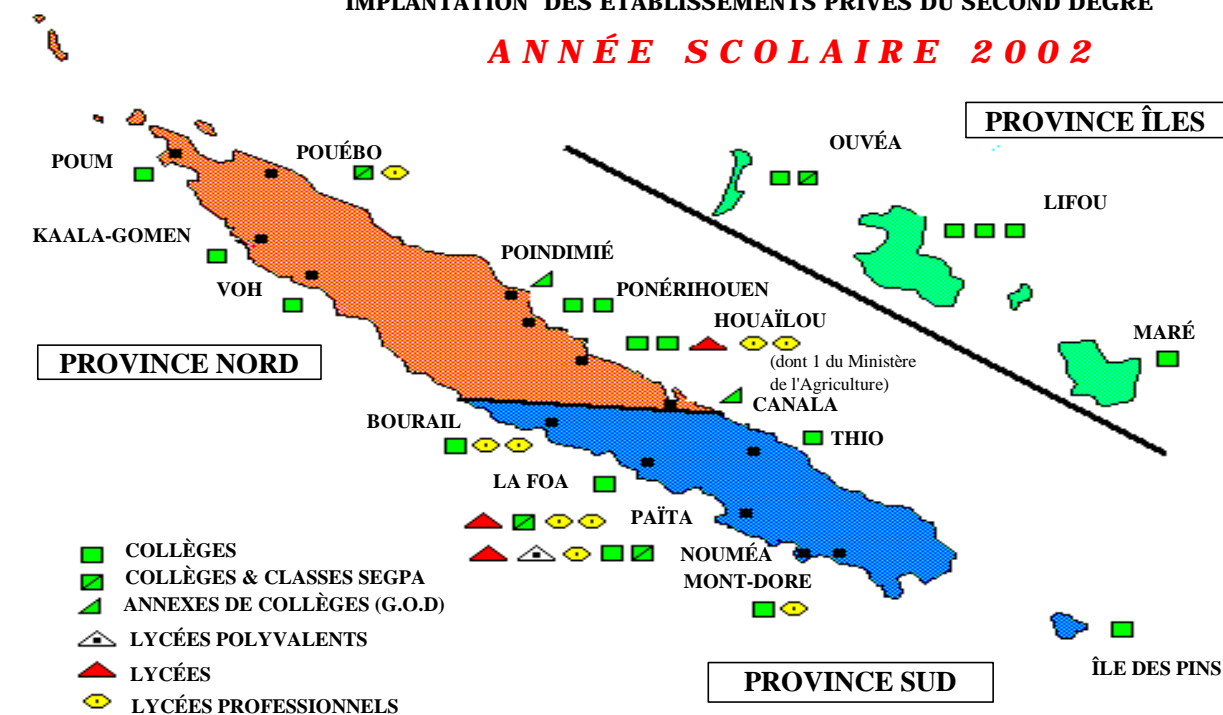 IMPLANTATION DES ÉTABLISSEMENTS PRIVÉS DU SECOND DEGRÉ
ANNÉE SCOLAIRE 2002
PROVINCE ÎLES
OUVÉA
POUM
POUÉBO
LIFOU
KAALA-GOMEN
POINDIMIÉ
VOH
PONÉRIHOUEN
HOUAÏLOU
MARÉ
PROVINCE NORD
(dont 1 du Ministère
de l'Agriculture)
CANALA
BOURAIL
THIO
LA FOA
PAÏTA
NOUMÉA
MONT-DORE
COLLÈGES
COLLÈGES & CLASSES SEGPA
ANNEXES DE COLLÈGES (G.O.D)
LYCÉES POLYVALENTS
LYCÉES
LYCÉES PROFESSIONNELS
PROVINCE SUD
ÎLE DES PINS